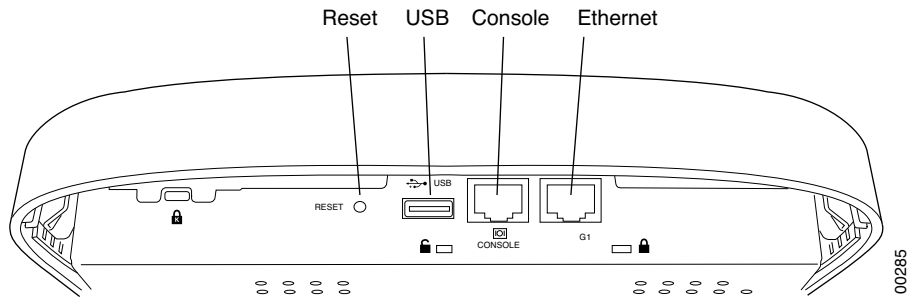 Reset USB Console Ethernet
USB
RESET
CONSOLE
G1
00285